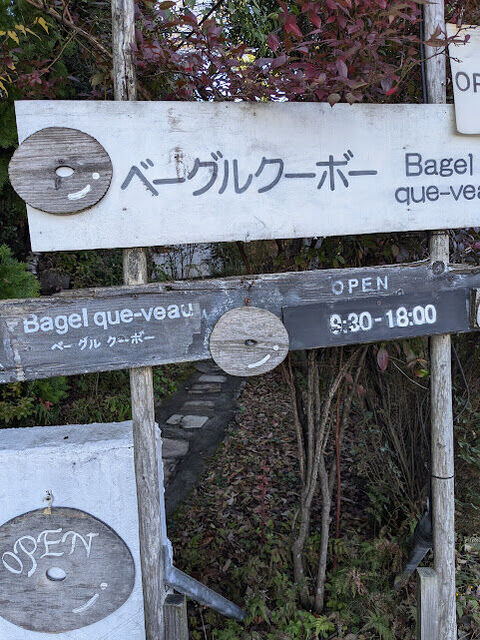 ベーグルクーボー
Bagel
que-vea
OP
OPEN
Bagel que-veau
ベーグル クーボー
9:30-18:00
OPEN